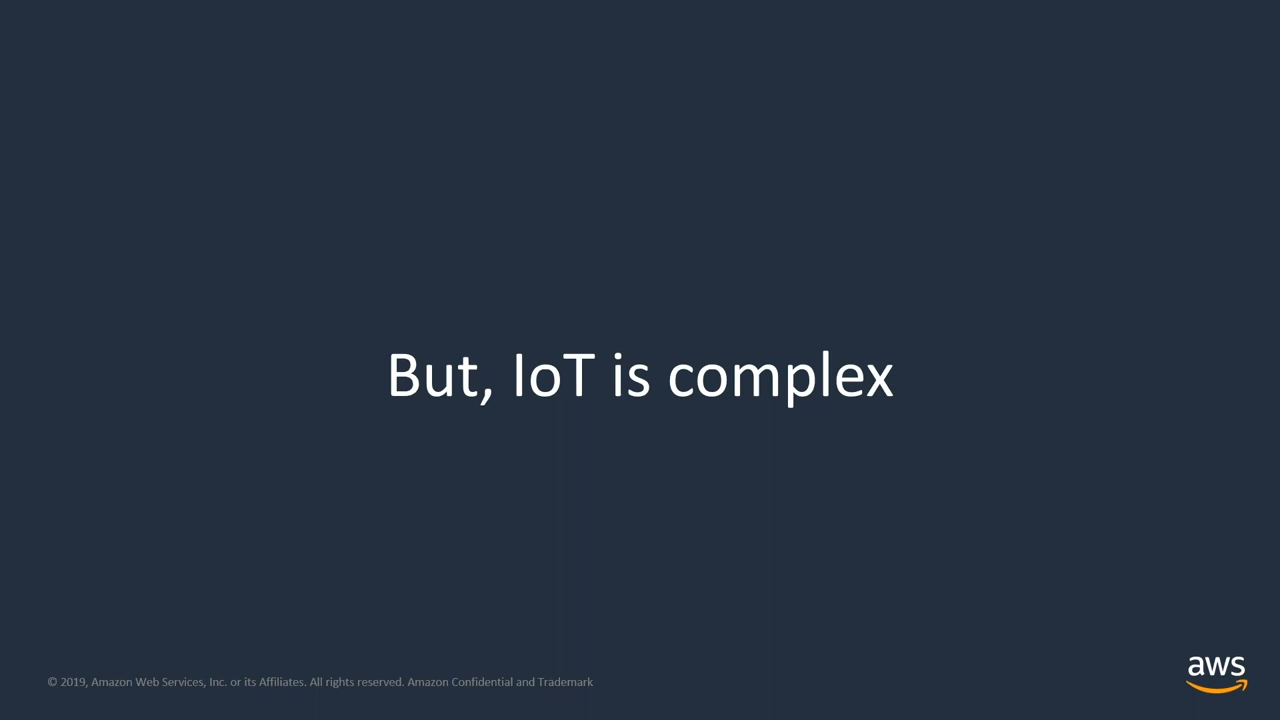 But, IoT is complex
© 2019, Amazon Web Services, Inc. or its Affiliates. All rights reserved. Amazon Confidential and Trademark
aws